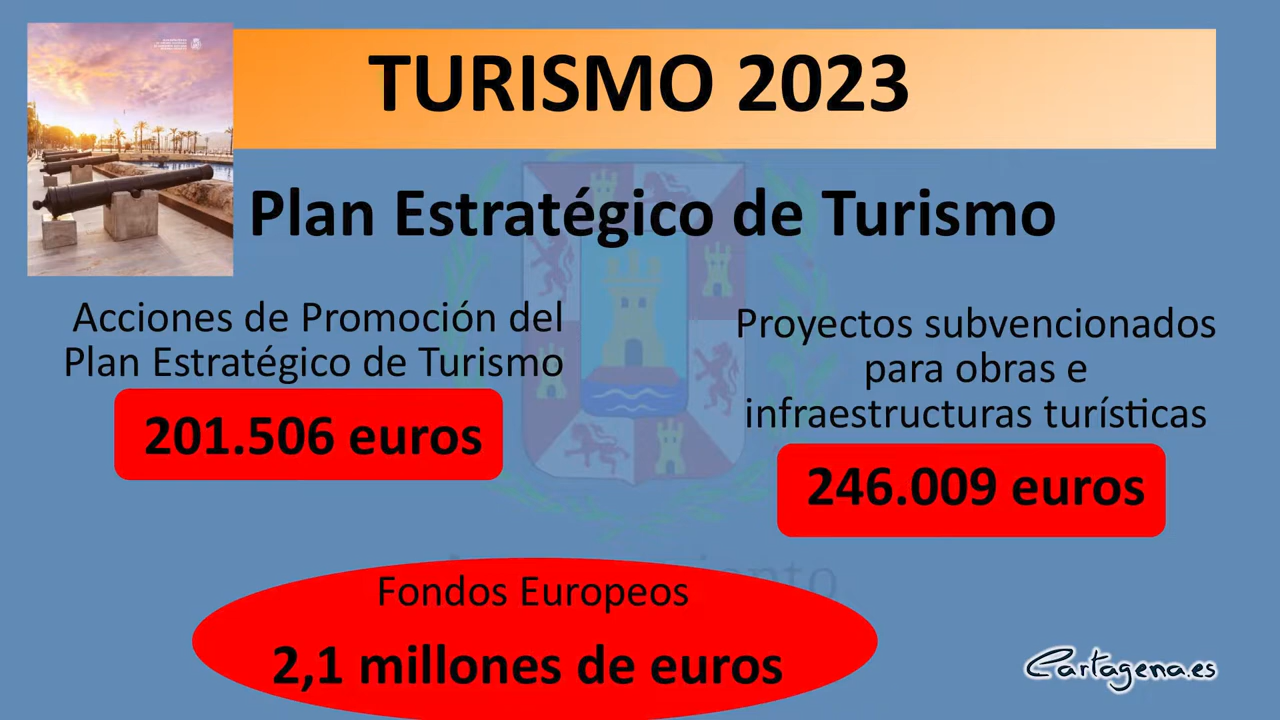 TURISMO 2023
Plan Estratégico de Turismo
Acciones de Promoción del
Plan Estratégico de Turismo
201.506 euros
Proyectos subvencionados
para obras e
infraestructuras turísticas
246.009 euros
Fondos Europeos
2,1 millones de euros
Cartagena.es